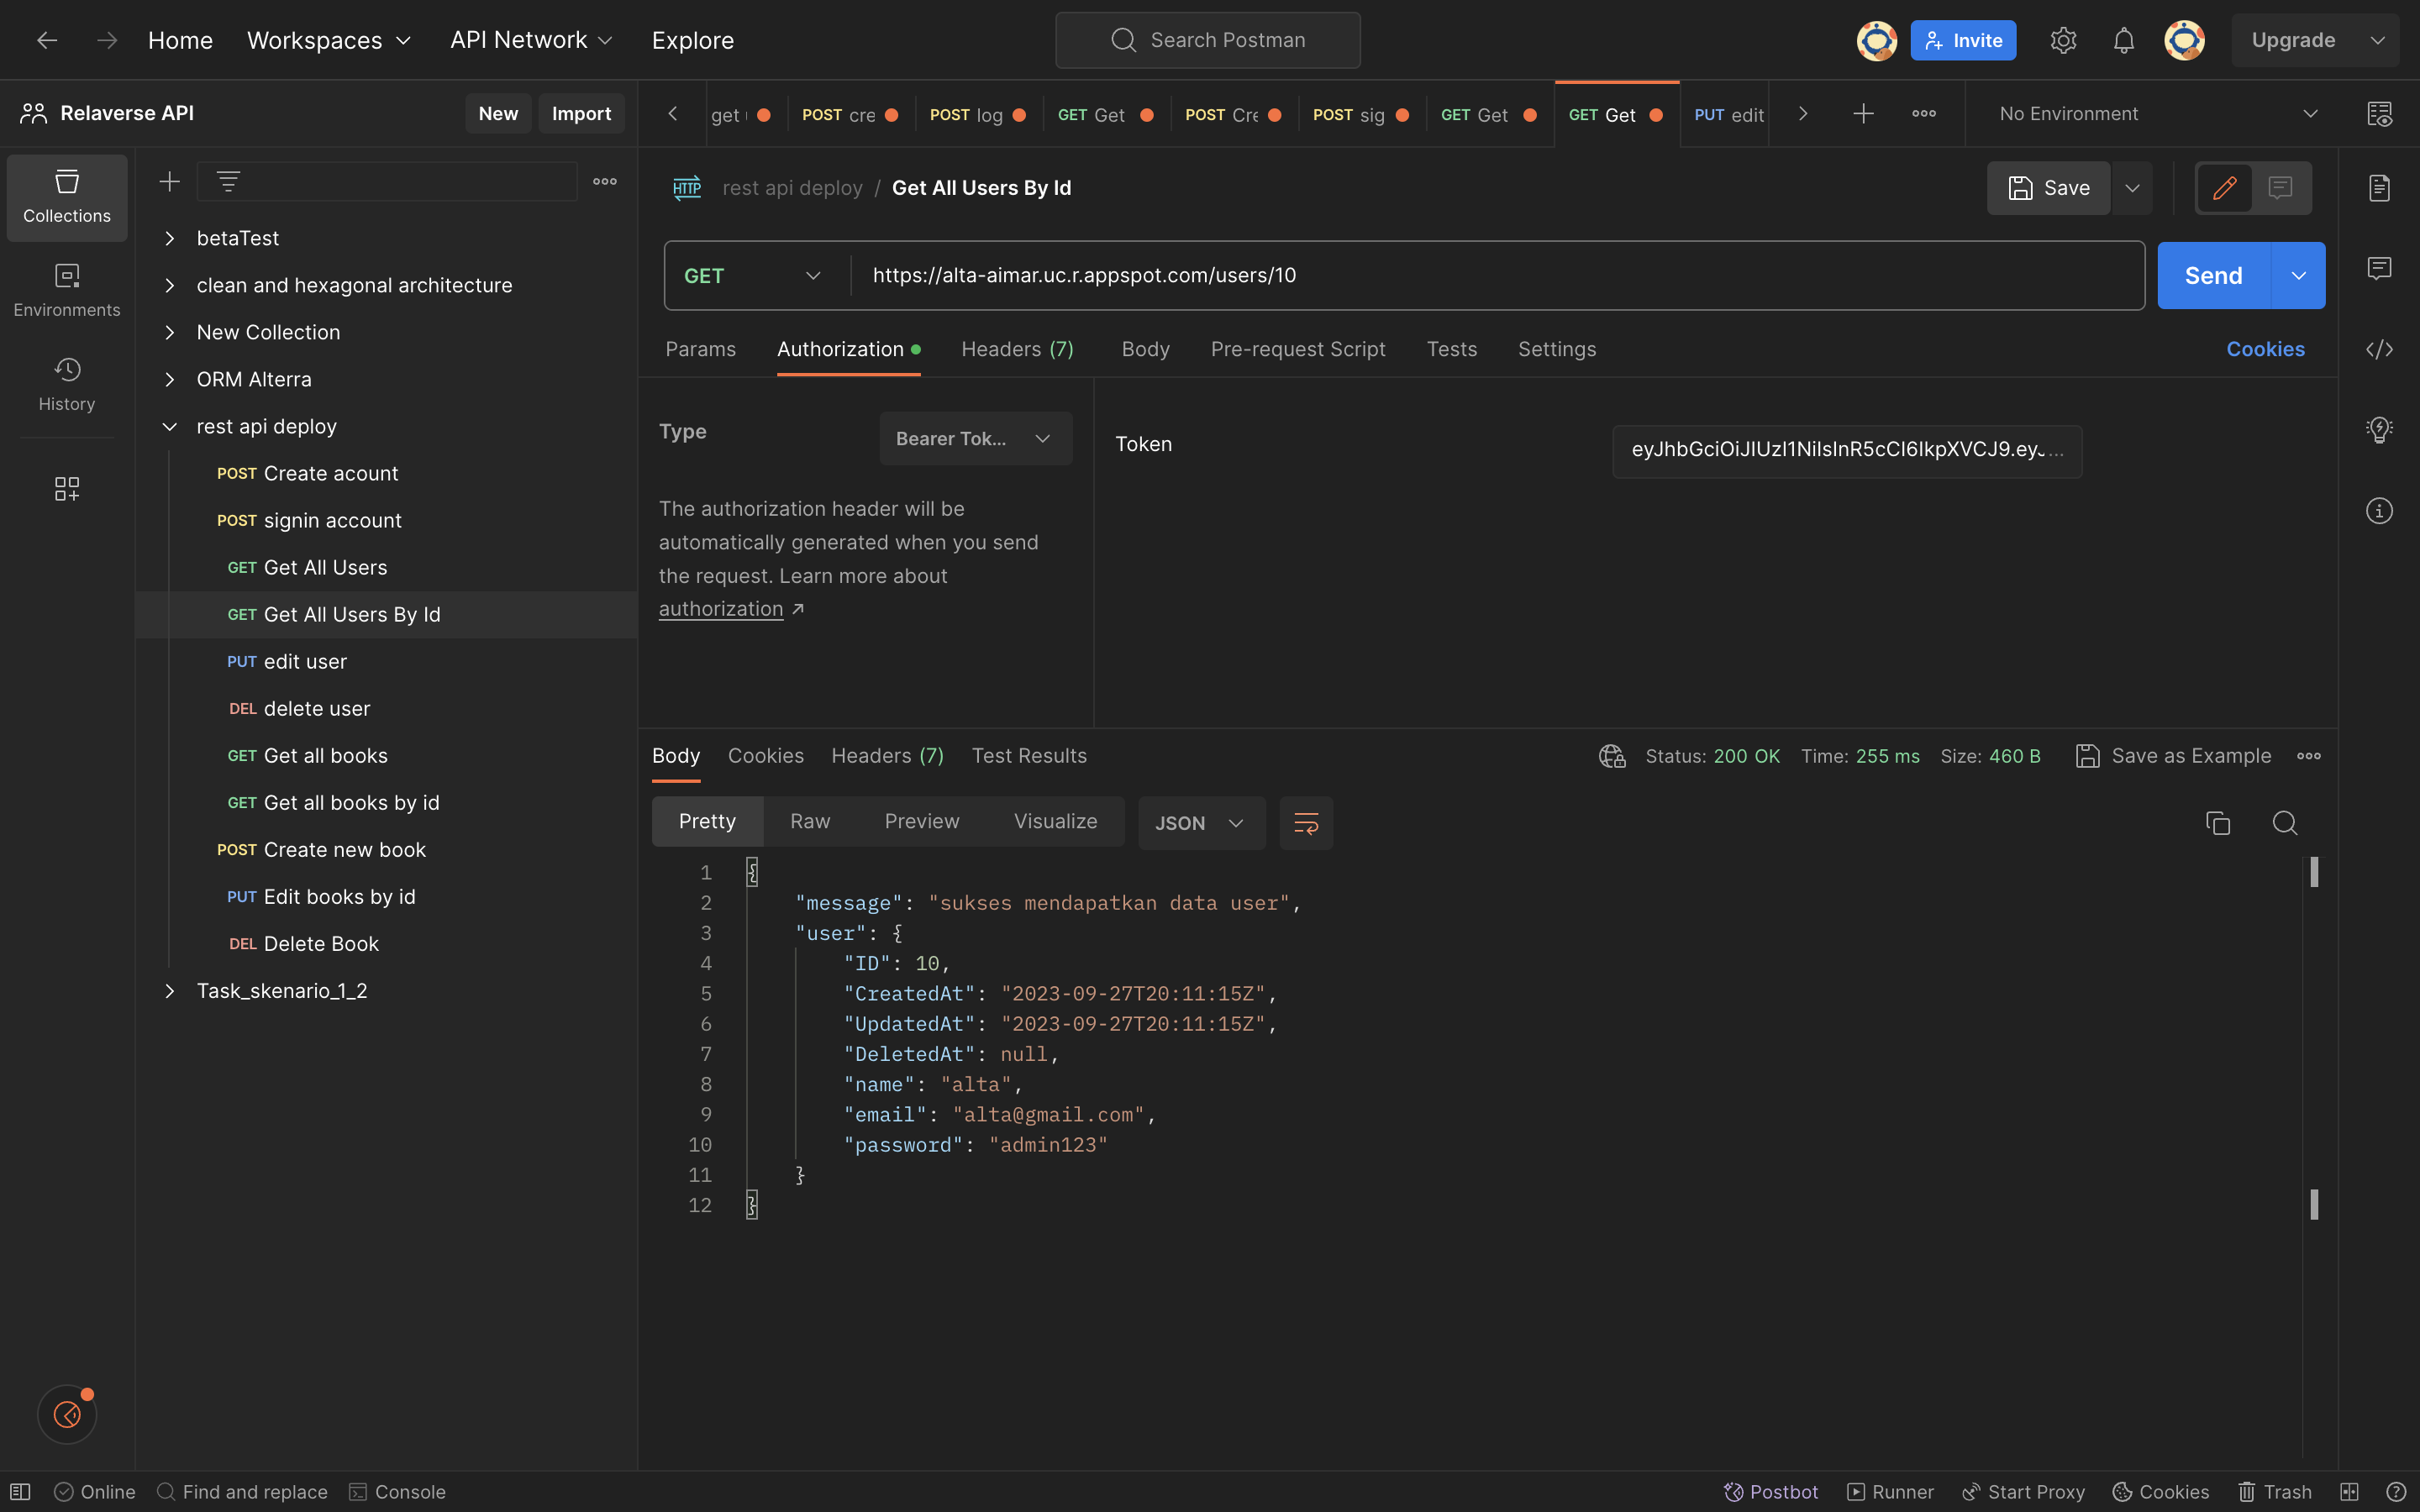 Home Workspaces API Network Explore Search Postman Invite Upgrade
Relaverse API New Import
get POST cre POST log GET Get POST Cre POST sig GET Get GET Get PUT edit No Environment
Collections
Environments
History
betaTest
clean and hexagonal architecture
New Collection
ORM Alterra
rest api deploy
POST Create acount
POST signin account
GET Get All Users
GET Get All Users By Id
PUT edit user
DEL delete user
GET Get all books
GET Get all books by id
POST Create new book
PUT Edit books by id
DEL Delete Book
Task_skenario_1_2
HTTP rest api deploy / Get All Users By Id Save
GET https://alta-aimar.uc.r.appspot.com/users/10 Send
Params Authorization Headers (7) Body Pre-request Script Tests Settings Cookies
Type Bearer Tok...
The authorization header will be
automatically generated when you send
the request. Learn more about
authorization
Token eyJhbGciOiJIUzI1NiIsInR5cCI6IkpXVCJ9.eyJ...
Body Cookies Headers (7) Test Results Status: 200 OK Time: 255 ms Size: 460 B Save as Example
Pretty Raw Preview Visualize JSON
1 {
2 "message": "sukses mendapatkan data user",
3 "user": {
4 "ID": 10,
5 "CreatedAt": "2023-09-27T20:11:15Z",
6 "UpdatedAt": "2023-09-27T20:11:15Z",
7 "DeletedAt": null,
8 "name": "alta",
9 "email": "alta@gmail.com",
10 "password": "admin123"
11 }
12 }
Online Find and replace Console Postbot Runner Start Proxy Cookies Trash